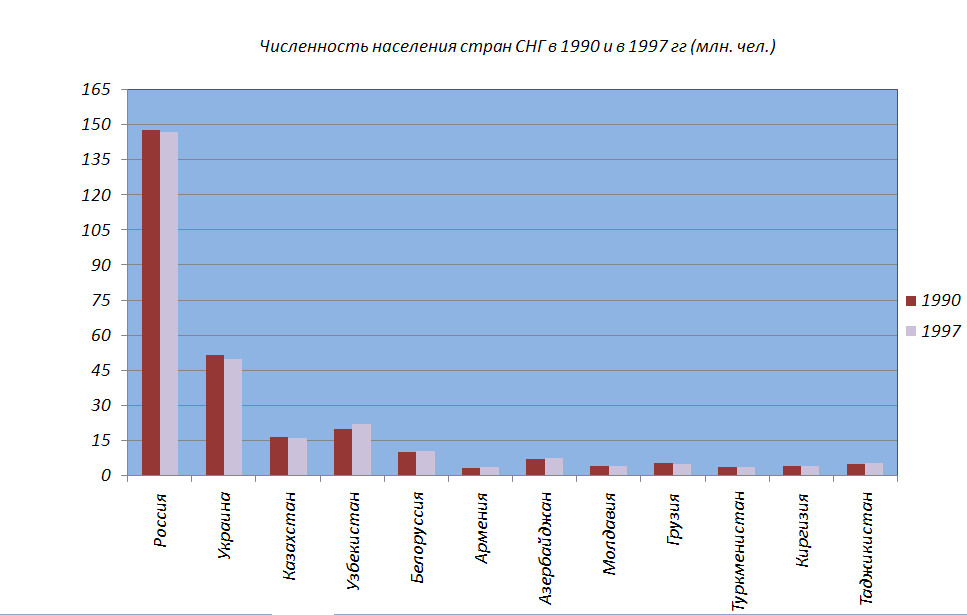 Численность населения стран СНГ в 1990 и в 1997 гг (млн. чел.)
165
150
135
120
105
90
75
60
45
30
15
0
Россия
Украина
Казахстан
Узбекистан
Белоруссия
Армения
Азербайджан
Молдавия
Грузия
Туркменистан
Киргизия
Таджикистан
1990
1997